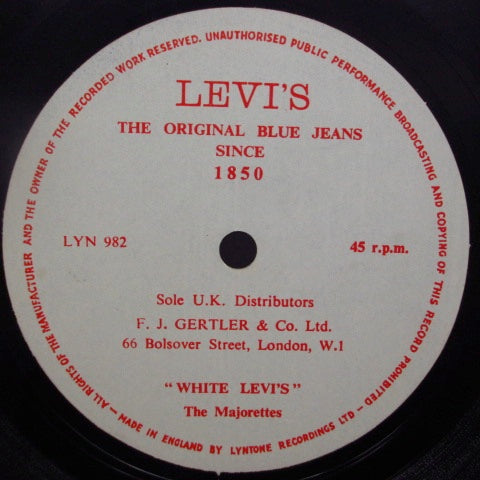 ALL RIGHTS OF THE MANUFACTURER AND THE OWNER OF THE RECORDED WORK RESERVED. UNAUTHORISED PUBLIC PERFORMANCE BROADCASTING AND COPYING OF THIS RECORD PROHIBITED — MADE IN ENGLAND BY LYNTONE RECORDINGS LTD —
LEVI'S
THE ORIGINAL BLUE JEANS
SINCE
1850
LYN 982
45 r.p.m.
Sole U.K. Distributors
F. J. GERTLER & Co. Ltd.
66 Bolsover Street, London, W.1
"WHITE LEVI'S"
The Majorettes